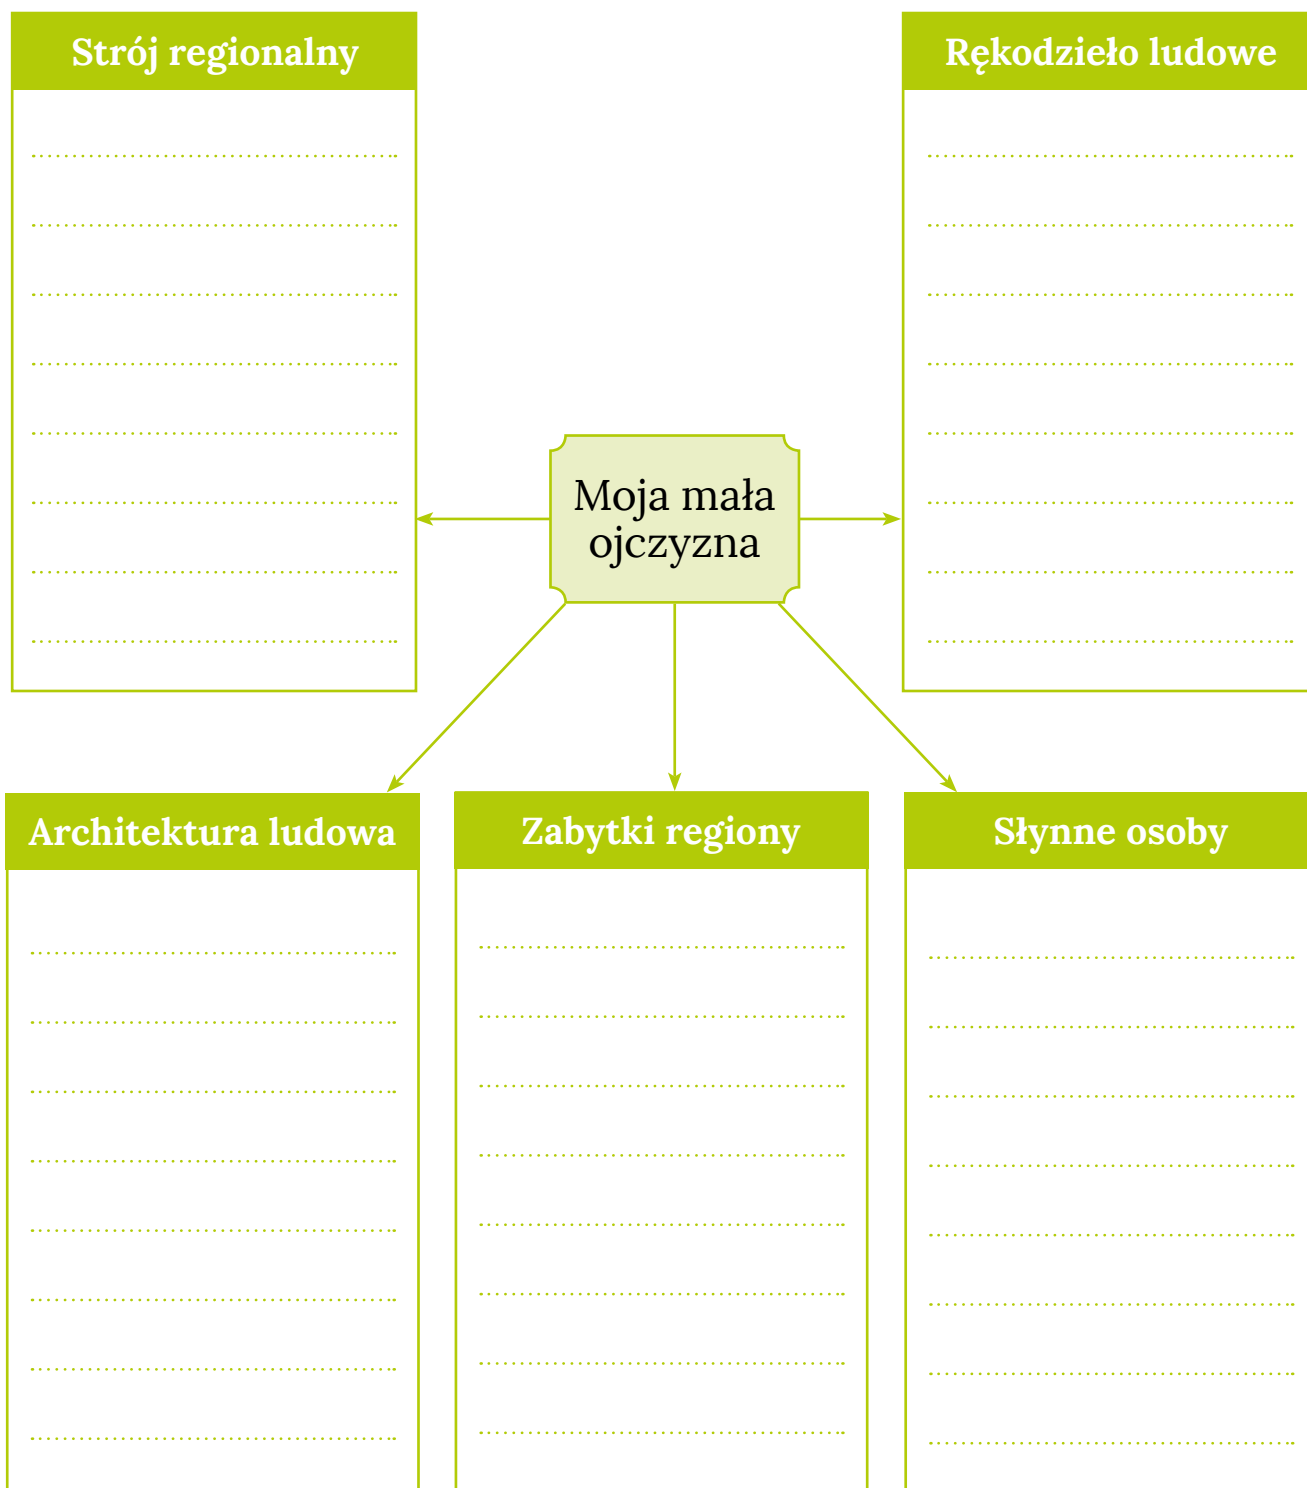 Strój regionalny
Rękodzieło ludowe
Moja mała
ojczyzna
Architektura ludowa
Zabytki regiony
Słynne osoby